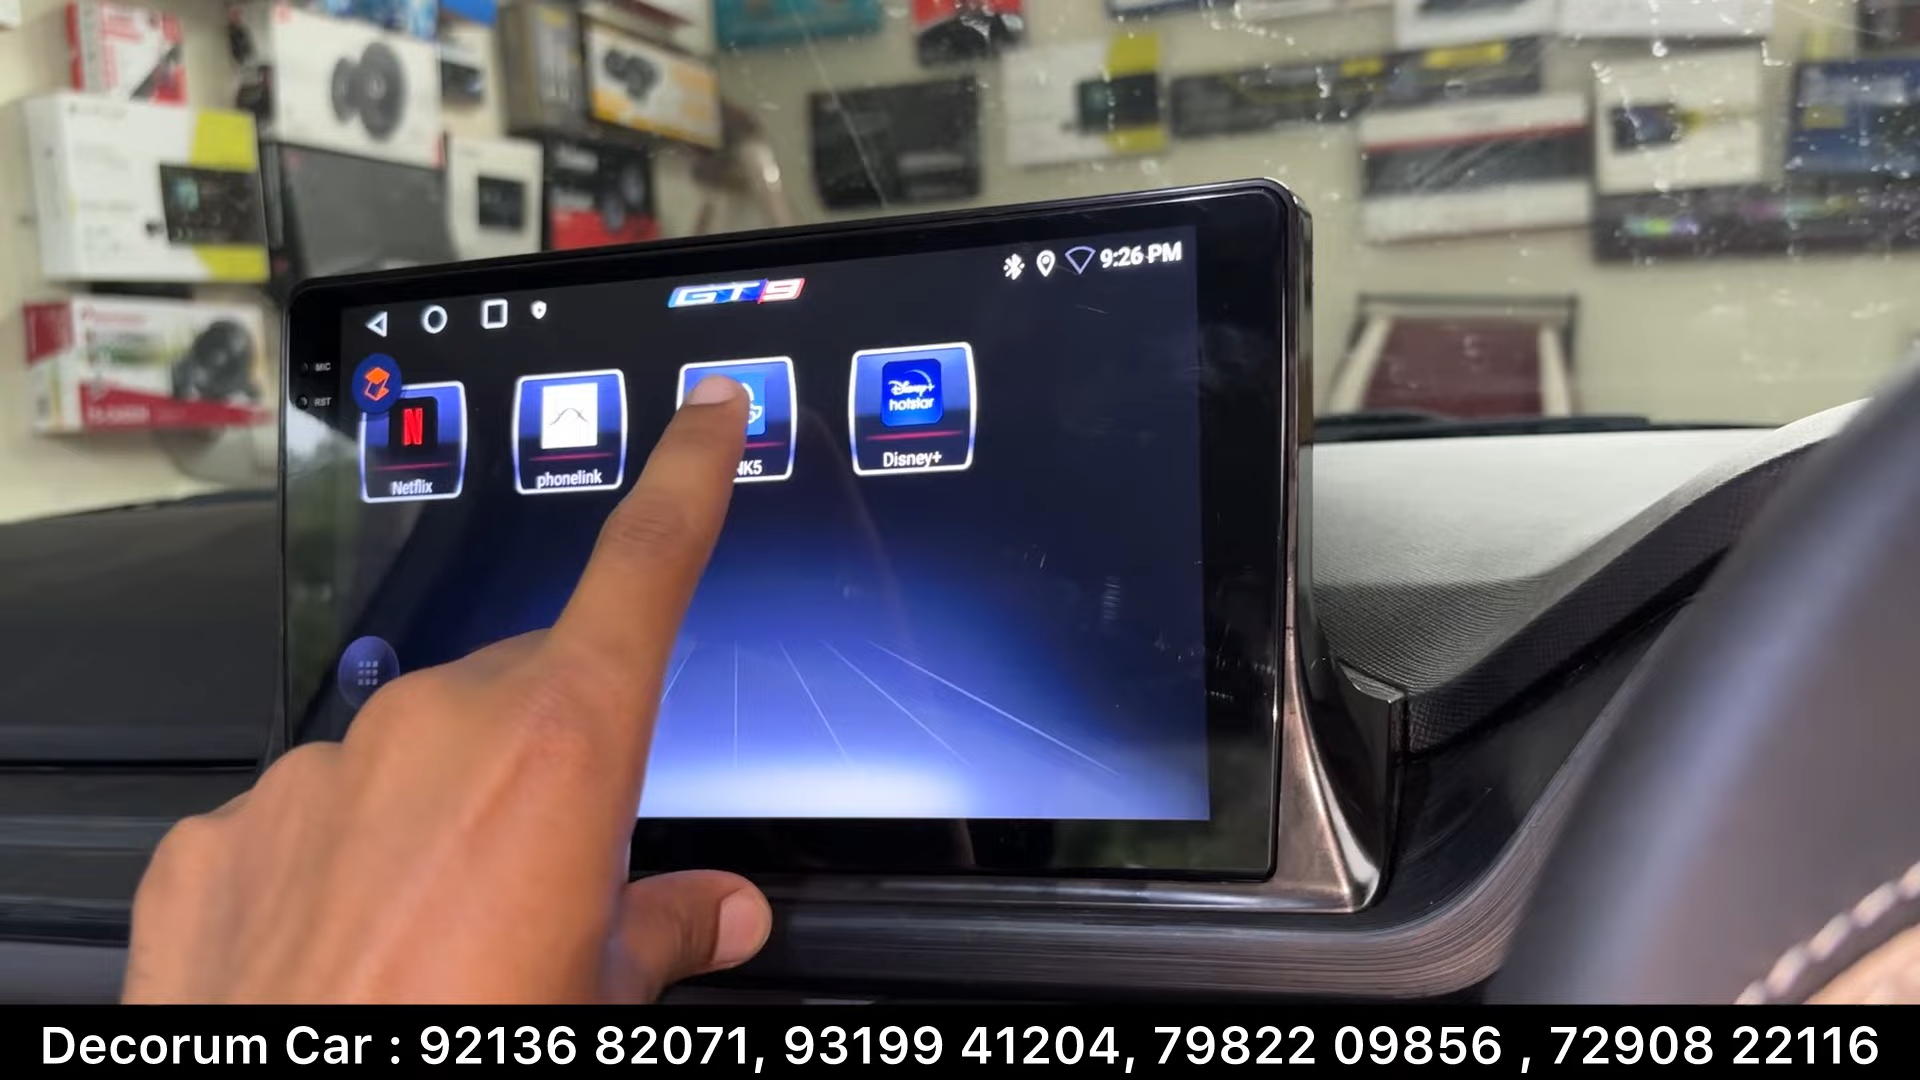 9:26 PM
GT9
MIC
RST
N
Netflix
phonelink
NK5
Disney+
hotstar
Disney+
Decorum Car : 92136 82071, 93199 41204, 79822 09856 , 72908 22116